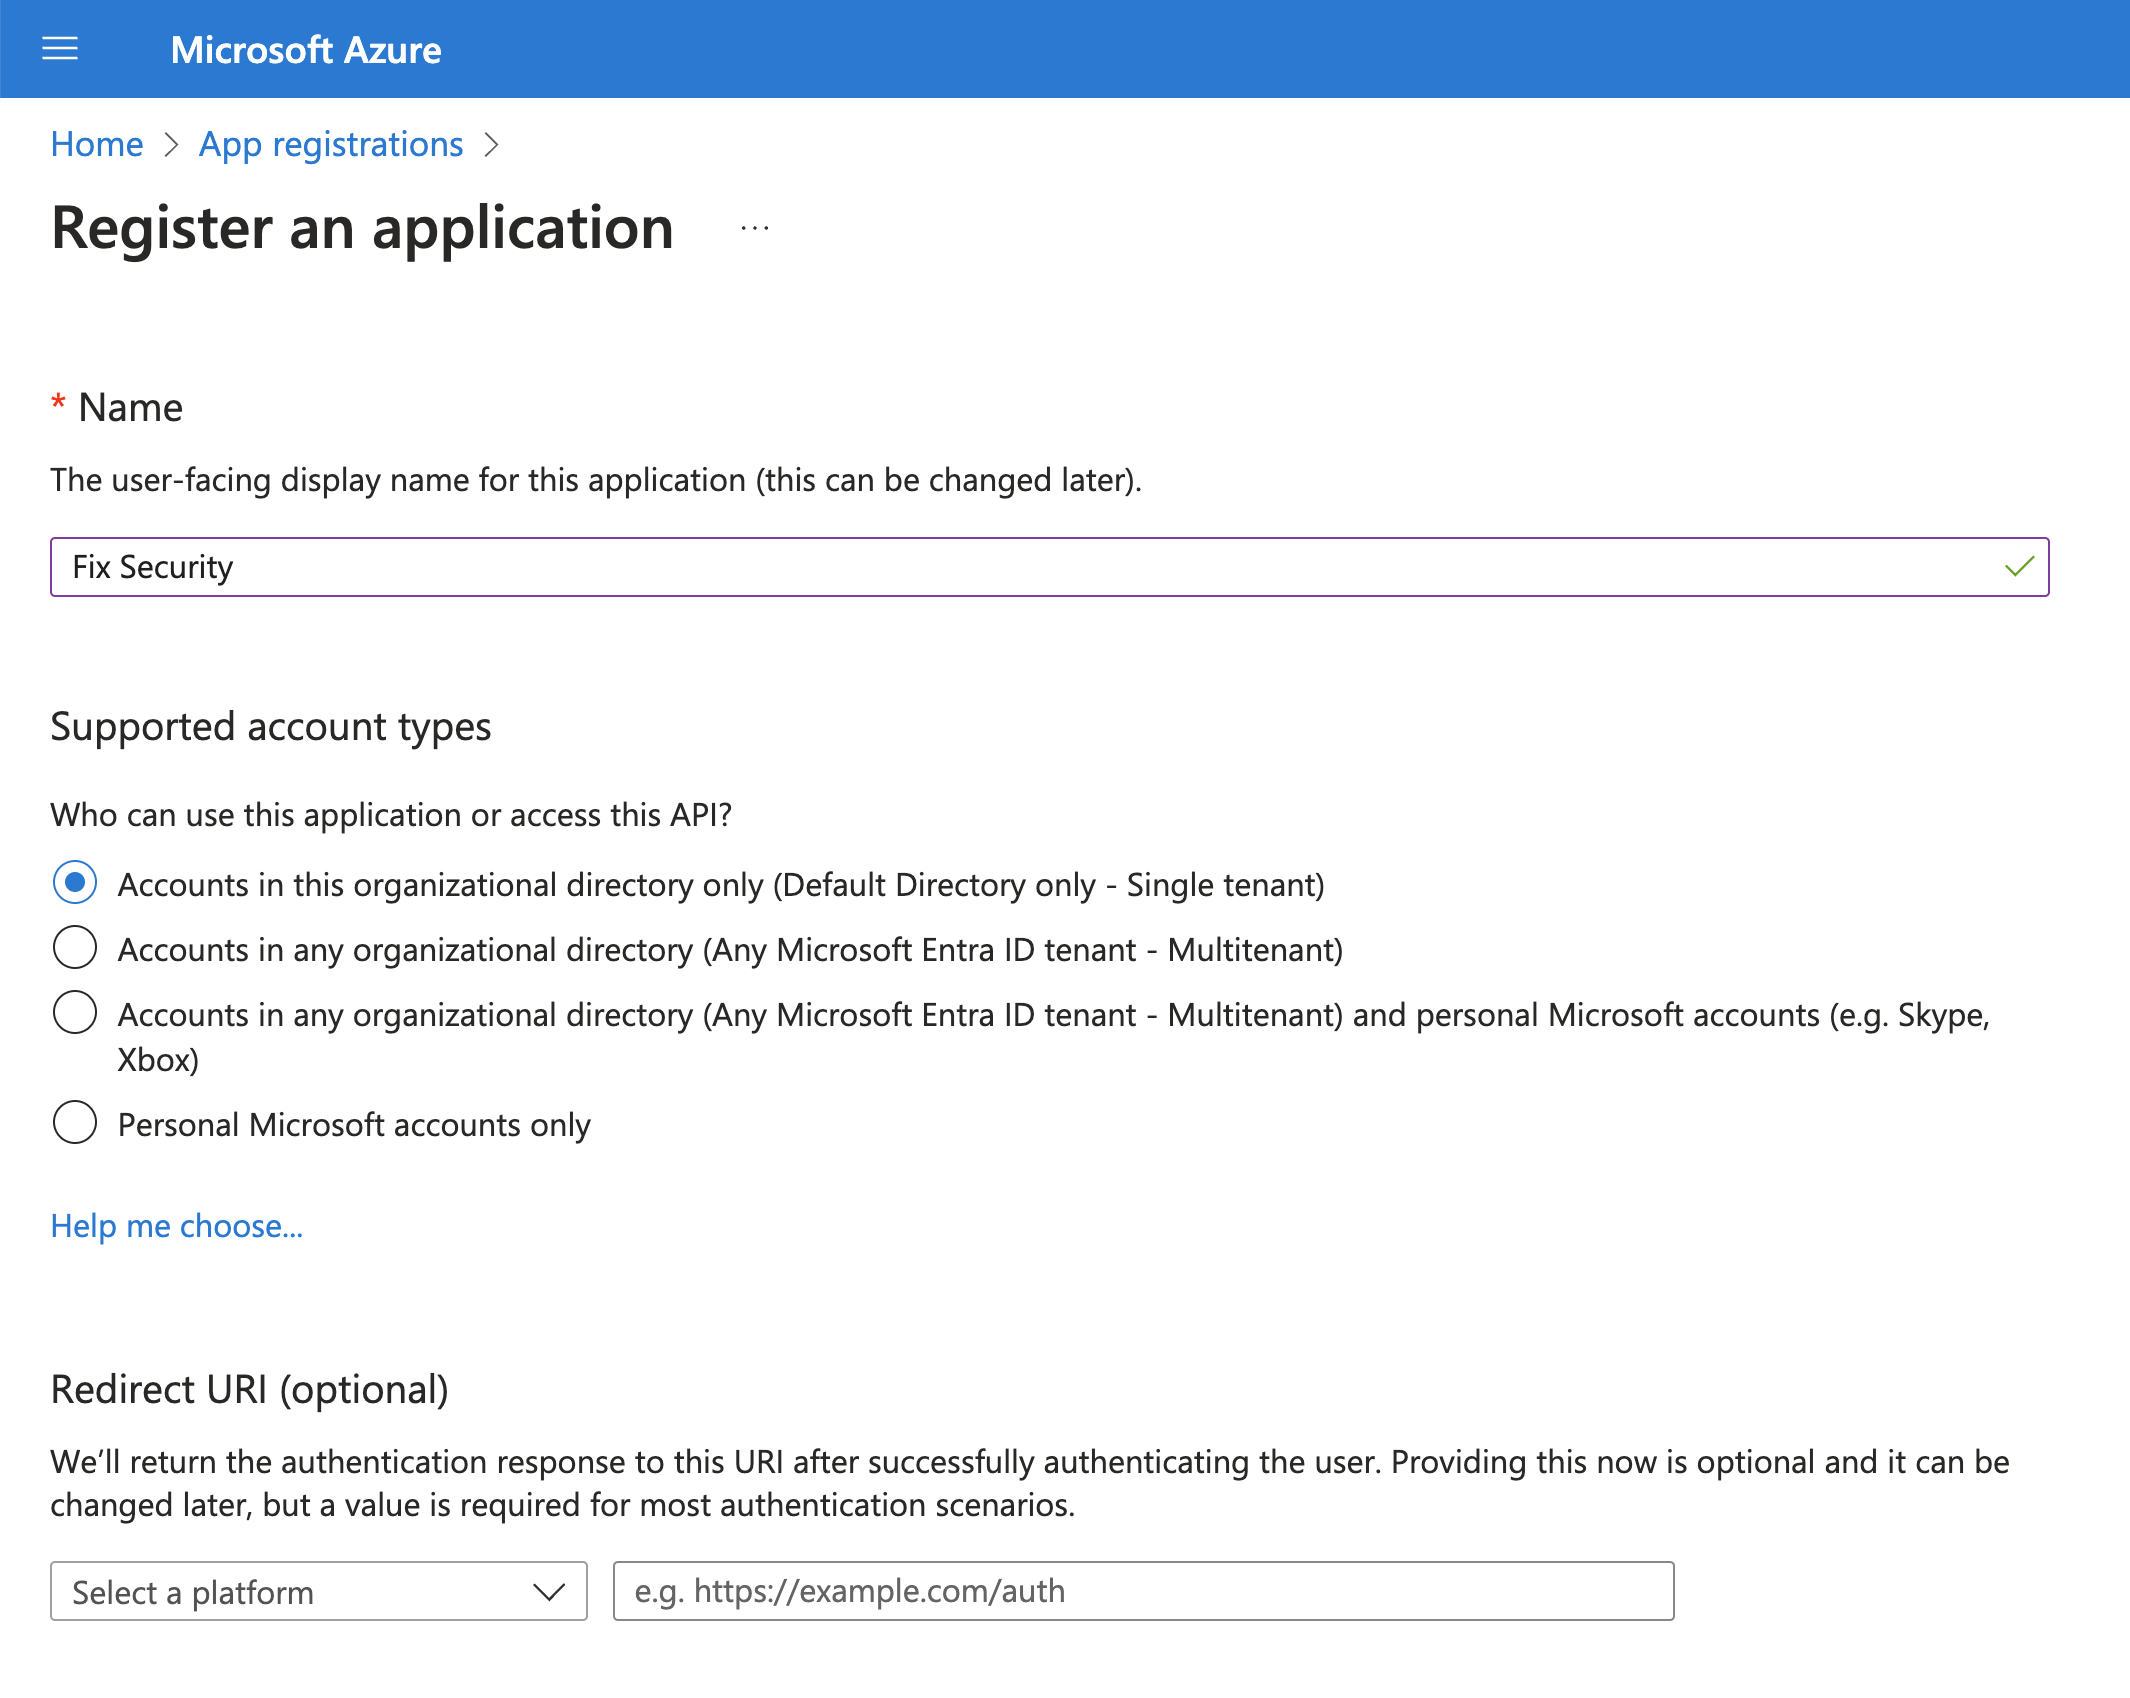 Microsoft Azure
Home > App registrations >
Register an application ...
* Name
The user-facing display name for this application (this can be changed later).
Fix Security
Supported account types
Who can use this application or access this API?
Accounts in this organizational directory only (Default Directory only - Single tenant)
Accounts in any organizational directory (Any Microsoft Entra ID tenant - Multitenant)
Accounts in any organizational directory (Any Microsoft Entra ID tenant - Multitenant) and personal Microsoft accounts (e.g. Skype,
Xbox)
Personal Microsoft accounts only
Help me choose...
Redirect URI (optional)
We’ll return the authentication response to this URI after successfully authenticating the user. Providing this now is optional and it can be
changed later, but a value is required for most authentication scenarios.
Select a platform
e.g. https://example.com/auth